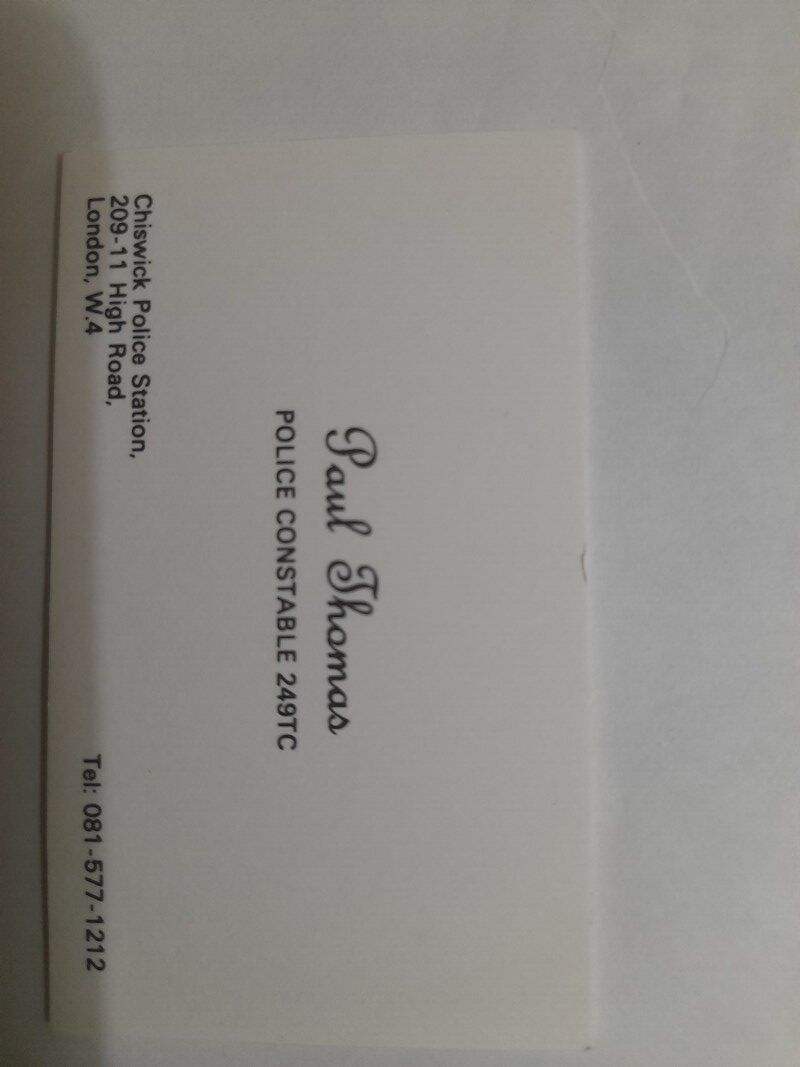 Paul Thomas
POLICE CONSTABLE 249TC
Chiswick Police Station,
209-11 High Road,
London, W.4
Tel: 081-577-1212